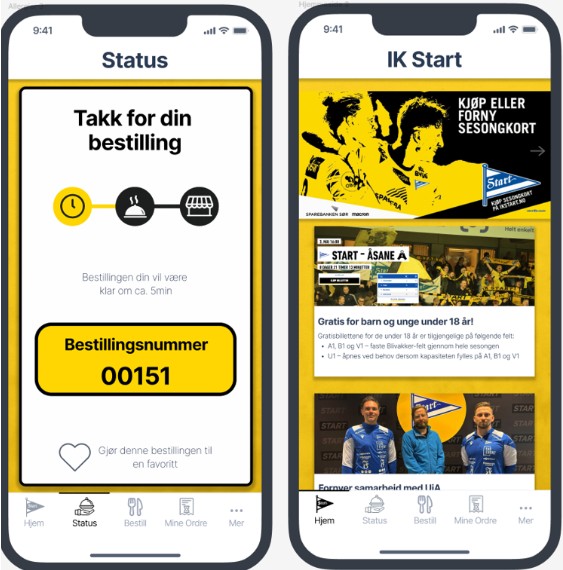 9:41
Status
Takk for din
bestilling
Bestillingen din vil være
klar om ca. 5min
Bestillingsnummer
00151
Gjør denne bestillingen til
en favoritt
Hjem
Status
Bestill
Mine Ordre
Mer
9:41
IK Start
KJØP ELLER
FORNY
SESONGKORT
Start
KJØP SESONGKORT
PÅ IKSTART.NO
SPAREBANKEN SØR
macron
START - ÅSANE
Gratis for barn og unge under 18 år!
Gratisbillettene for de under 18 år er tilgjengelige på følgende felt:
• A1, B1 og V1 – faste Blivakker-felt gjennom hele sesongen
• U1 – åpnes ved behov dersom kapasiteten fylles på A1, B1 og V1
START
Start
START
Fornyer samarbeid med UiA
Hjem
Status
Bestill
Mine Ordre
Mer